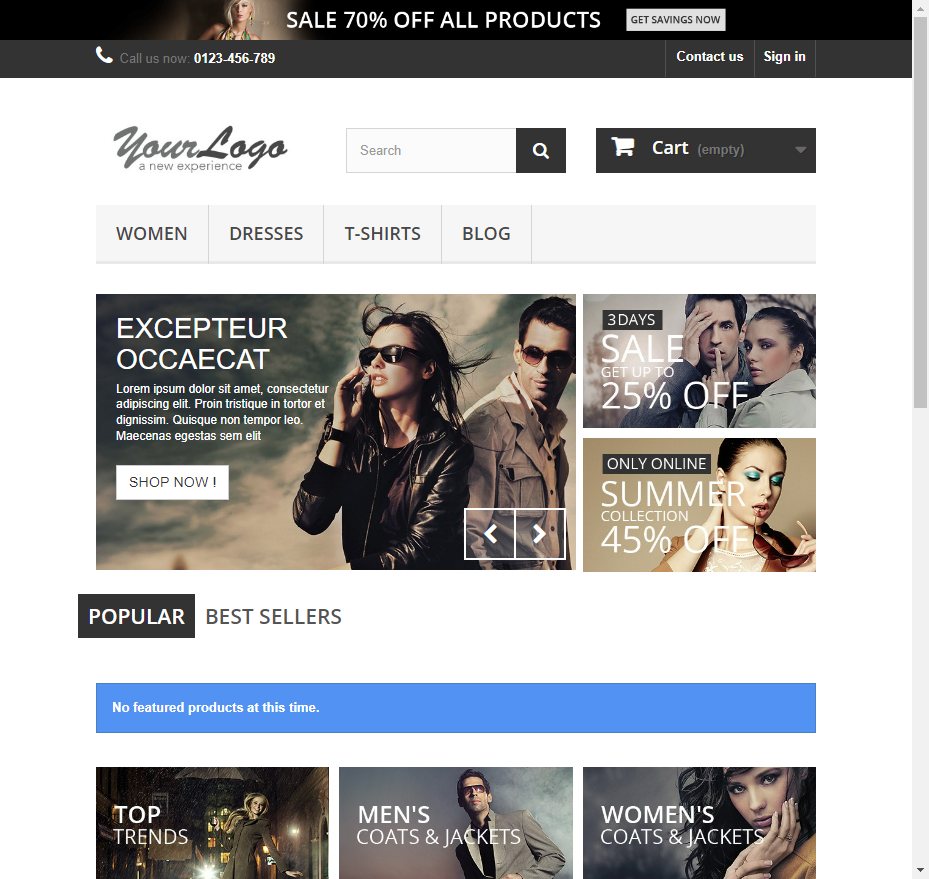 SALE 70% OFF ALL PRODUCTS GET SAVINGS NOW
Call us now: 0123-456-789 Contact us Sign in
YourLogo
a new experience
Search
Cart (empty)
WOMEN DRESSES T-SHIRTS BLOG
EXCEPTEUR
OCCAECAT
Lorem ipsum dolor sit amet, consectetur
adipiscing elit. Proin tristique in tortor et
dignissim. Quisque non tempor leo.
Maecenas egestas sem elit
SHOP NOW !
3 DAYS
SALE
GET UP TO
25% OFF
ONLY ONLINE
SUMMER
COLLECTION
45% OFF
POPULAR BEST SELLERS
No featured products at this time.
TOP
TRENDS
MEN'S
COATS & JACKETS
WOMEN'S
COATS & JACKETS